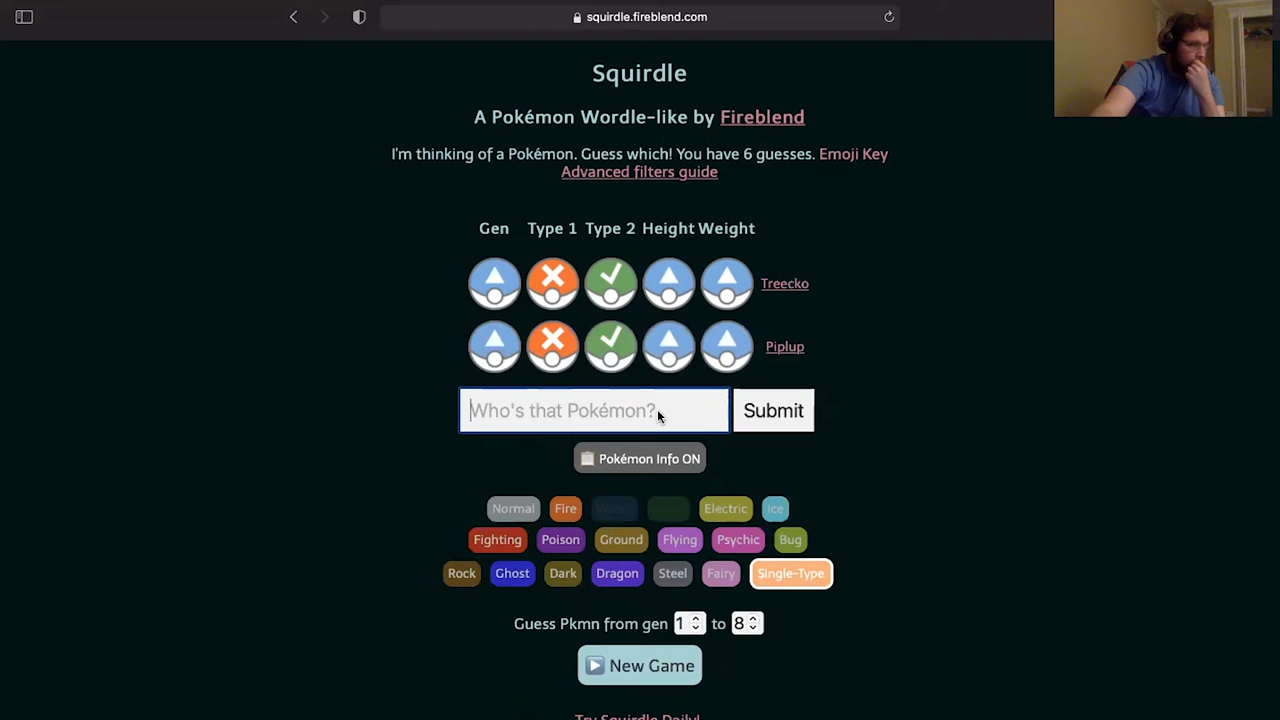 squirdle.fireblend.com
Squirdle
A Pokémon Wordle-like by Fireblend
I'm thinking of a Pokémon. Guess which! You have 6 guesses. Emoji Key
Advanced filters guide
Gen Type 1 Type 2 Height Weight
Treecko
Piplup
Who's that Pokémon? Submit
Pokémon Info ON
Normal Fire Electric Ice
Fighting Poison Ground Flying Psychic Bug
Rock Ghost Dark Dragon Steel Fairy Single-Type
Guess Pkmn from gen 1 to 8
New Game
Try Squirdle Daily!